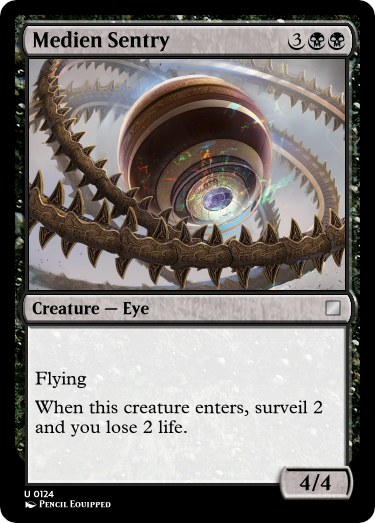 Medien Sentry 3
Creature — Eye
Flying
When this creature enters, surveil 2
and you lose 2 life.
4/4
U 0124
Pencil Equipped